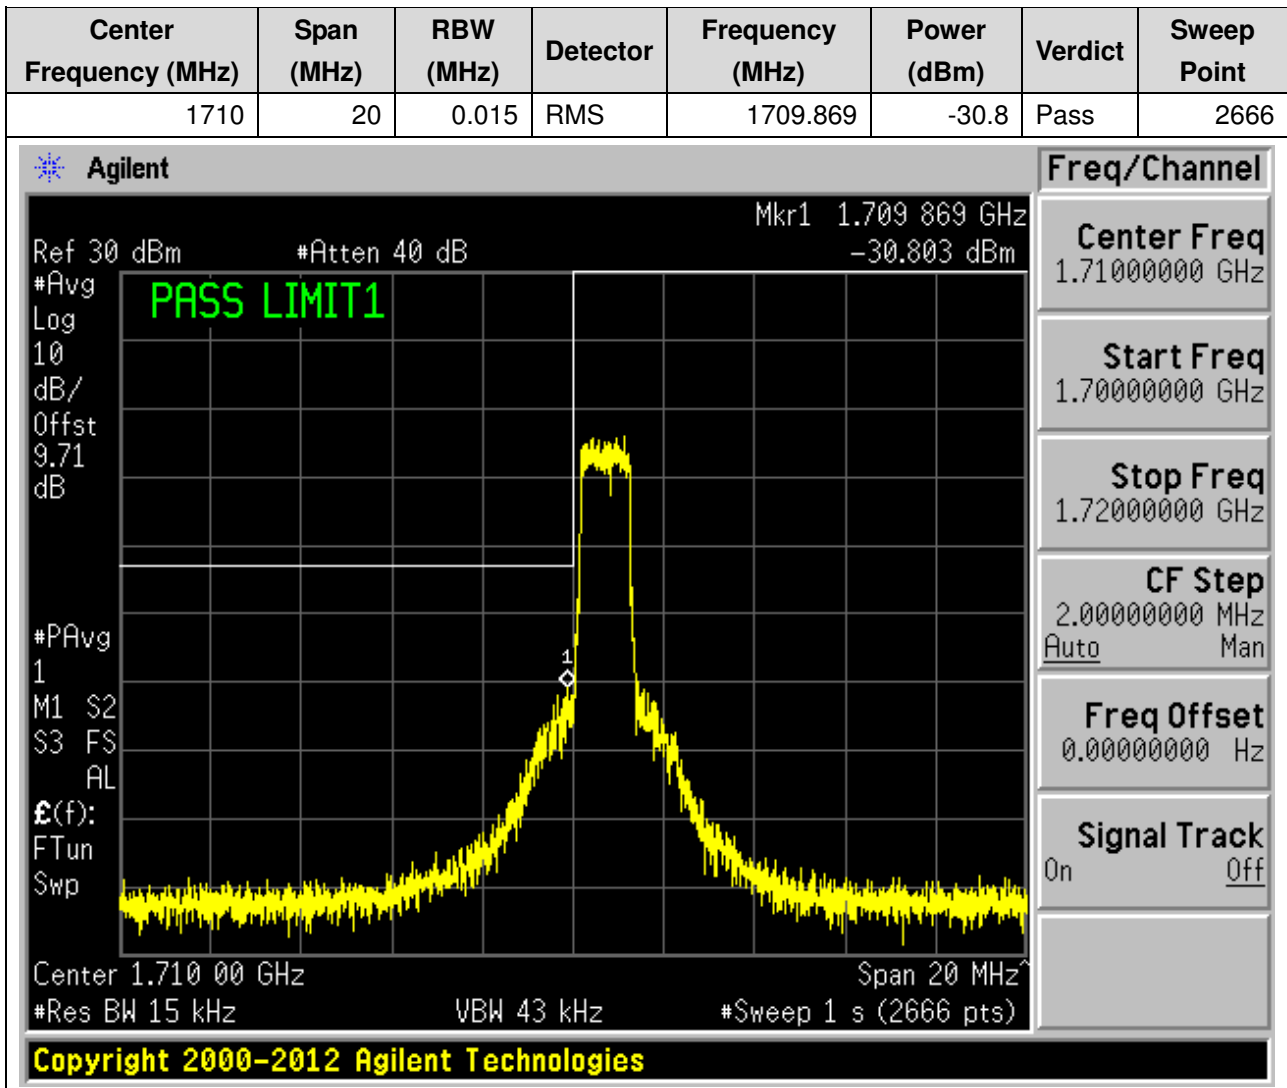 Center Frequency (MHz) Span (MHz) RBW (MHz) Detector Frequency (MHz) Power (dBm) Verdict Sweep Point
1710 20 0.015 RMS 1709.869 -30.8 Pass 2666
Agilent
Freq/Channel
Mkr1 1.709 869 GHz
Ref 30 dBm #Atten 40 dB -30.803 dBm
#Avg
Log
10
dB/
Offst
9.71
dB
PASS LIMIT1
#PAvg
1
M1 S2
S3 FS
AL
£(f):
FTun
Swp
1
Center 1.710 00 GHz Span 20 MHz^
#Res BW 15 kHz VBW 43 kHz #Sweep 1 s (2666 pts)
Center Freq
1.71000000 GHz
Start Freq
1.70000000 GHz
Stop Freq
1.72000000 GHz
CF Step
2.00000000 MHz
Auto Man
Freq Offset
0.00000000 Hz
Signal Track
On Off
Copyright 2000-2012 Agilent Technologies